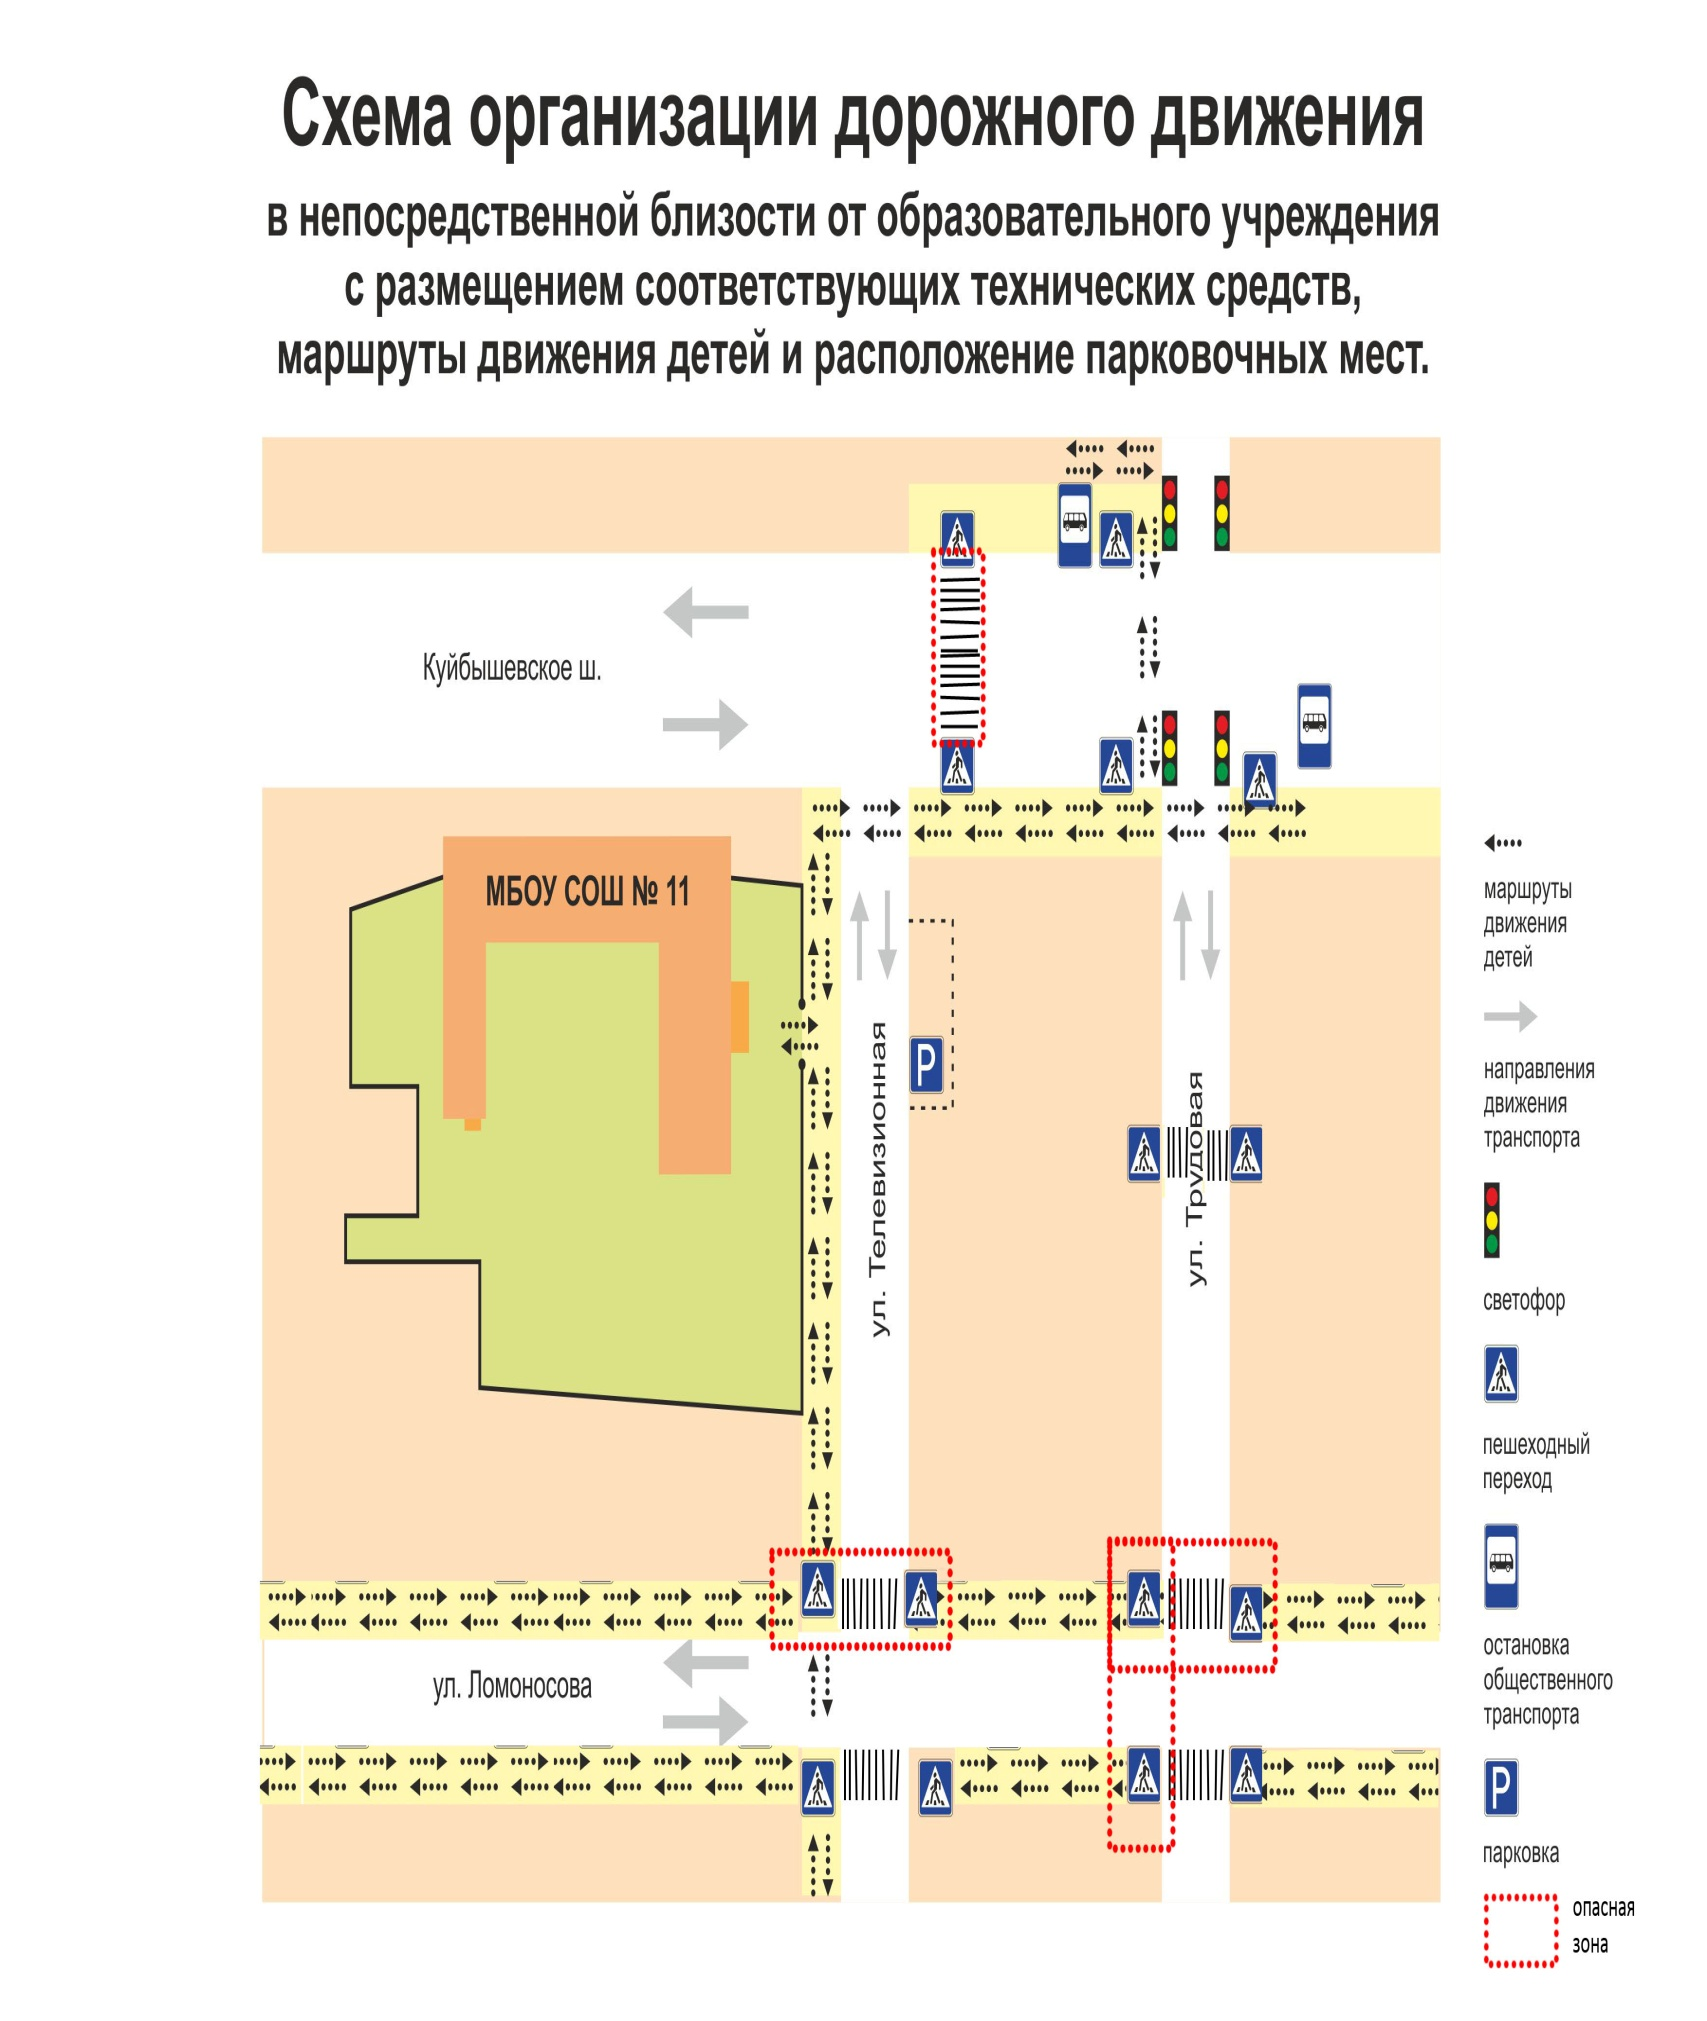 Схема организации дорожного движения
в непосредственной близости от образовательного учреждения
с размещением соответствующих технических средств,
маршруты движения детей и расположение парковочных мест.
Куйбышевское ш.
МБОУ СОШ № 11
ул. Телевизионная
P
ул. Трудовая
ул. Ломоносова
маршруты
движения
детей
направления
движения
транспорта
светофор
пешеходный
переход
остановка
общественного
транспорта
P
парковка
опасная
зона